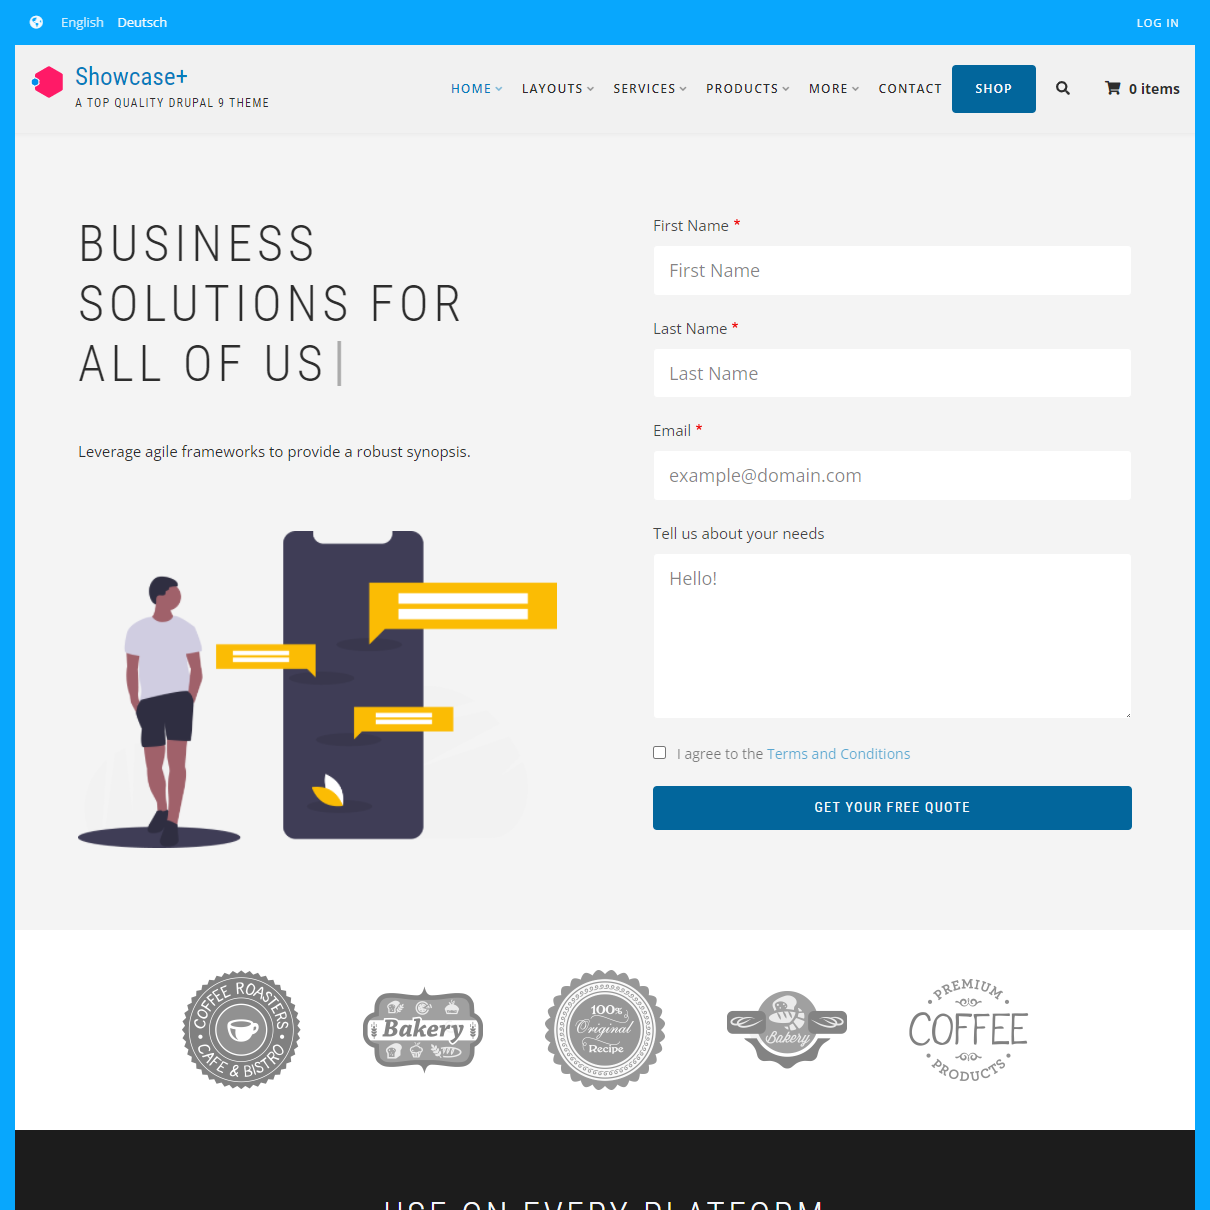 English Deutsch
LOG IN
Showcase+
A TOP QUALITY DRUPAL 9 THEME
HOME LAYOUTS SERVICES PRODUCTS MORE CONTACT SHOP 0 items
BUSINESS
SOLUTIONS FOR
ALL OF US
Leverage agile frameworks to provide a robust synopsis.
First Name *
First Name
Last Name *
Last Name
Email *
example@domain.com
Tell us about your needs
Hello!
I agree to the Terms and Conditions
GET YOUR FREE QUOTE
COFFEE ROASTERS
CAFE & BISTRO
Bakery
100%
Original
Recipe
Bakery
PREMIUM
COFFEE
PRODUCTS
USE ON EVERY PLATFORM